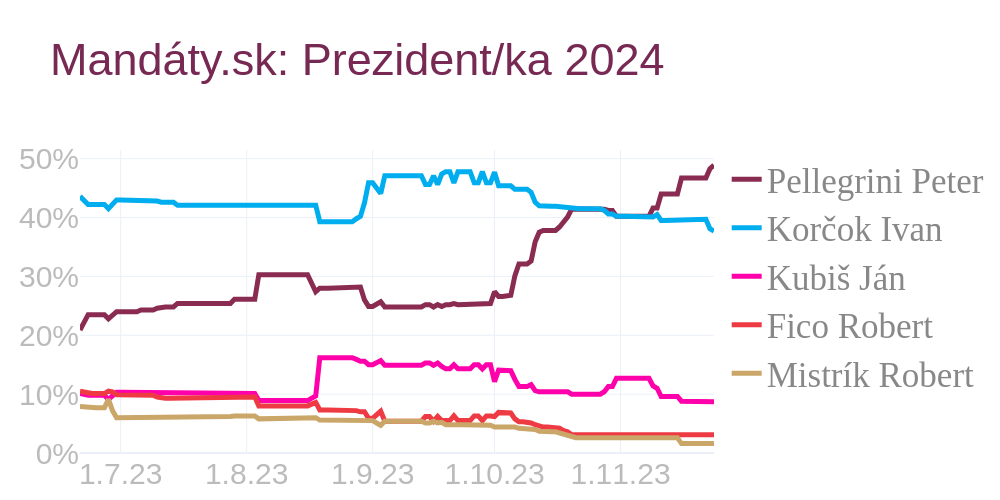 Mandáty.sk: Prezident/ka 2024
50%
40%
30%
20%
10%
0%
1.7.23 1.8.23 1.9.23 1.10.23 1.11.23
Pellegrini Peter
Korčok Ivan
Kubiš Ján
Fico Robert
Mistrík Robert